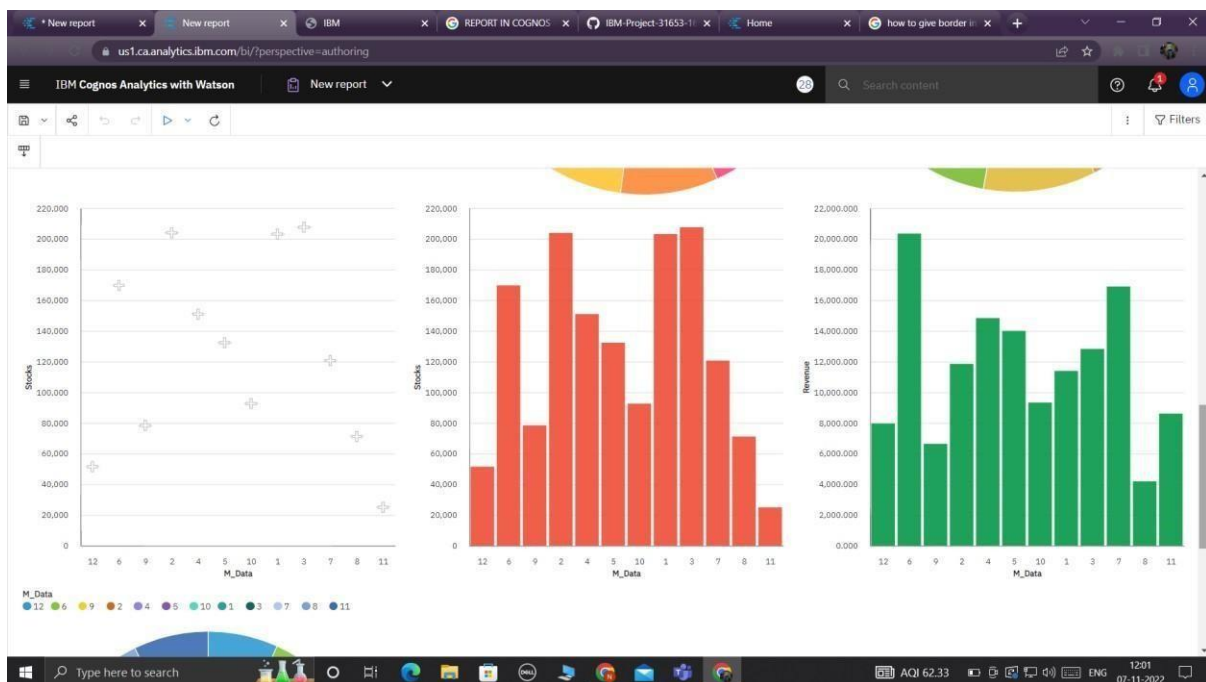 * New report
New report
IBM
REPORT IN COGNOS
IBM-Project-31653-1
Home
how to give border in
us1.ca.analytics.ibm.com/bi/?perspective=authoring
IBM Cognos Analytics with Watson
New report
28
Search content
1
Filters
220,000
200,000
180,000
160,000
140,000
120,000
100,000
80,000
60,000
40,000
20,000
0
Stocks
12 6 9 2 4 5 10 1 3 7 8 11
M_Data
220,000
200,000
180,000
160,000
140,000
120,000
100,000
80,000
60,000
40,000
20,000
0
Stocks
12 6 9 2 4 5 10 1 3 7 8 11
M_Data
22,000.000
20,000.000
18,000.000
16,000.000
14,000.000
12,000.000
10,000.000
8,000.000
6,000.000
4,000.000
2,000.000
0.000
Revenue
12 6 9 2 4 5 10 1 3 7 8 11
M_Data
M_Data
12 6 9 2 4 5 10 1 3 7 8 11
Type here to search
AQI 62.33
ENG
12:01
07-11-2022